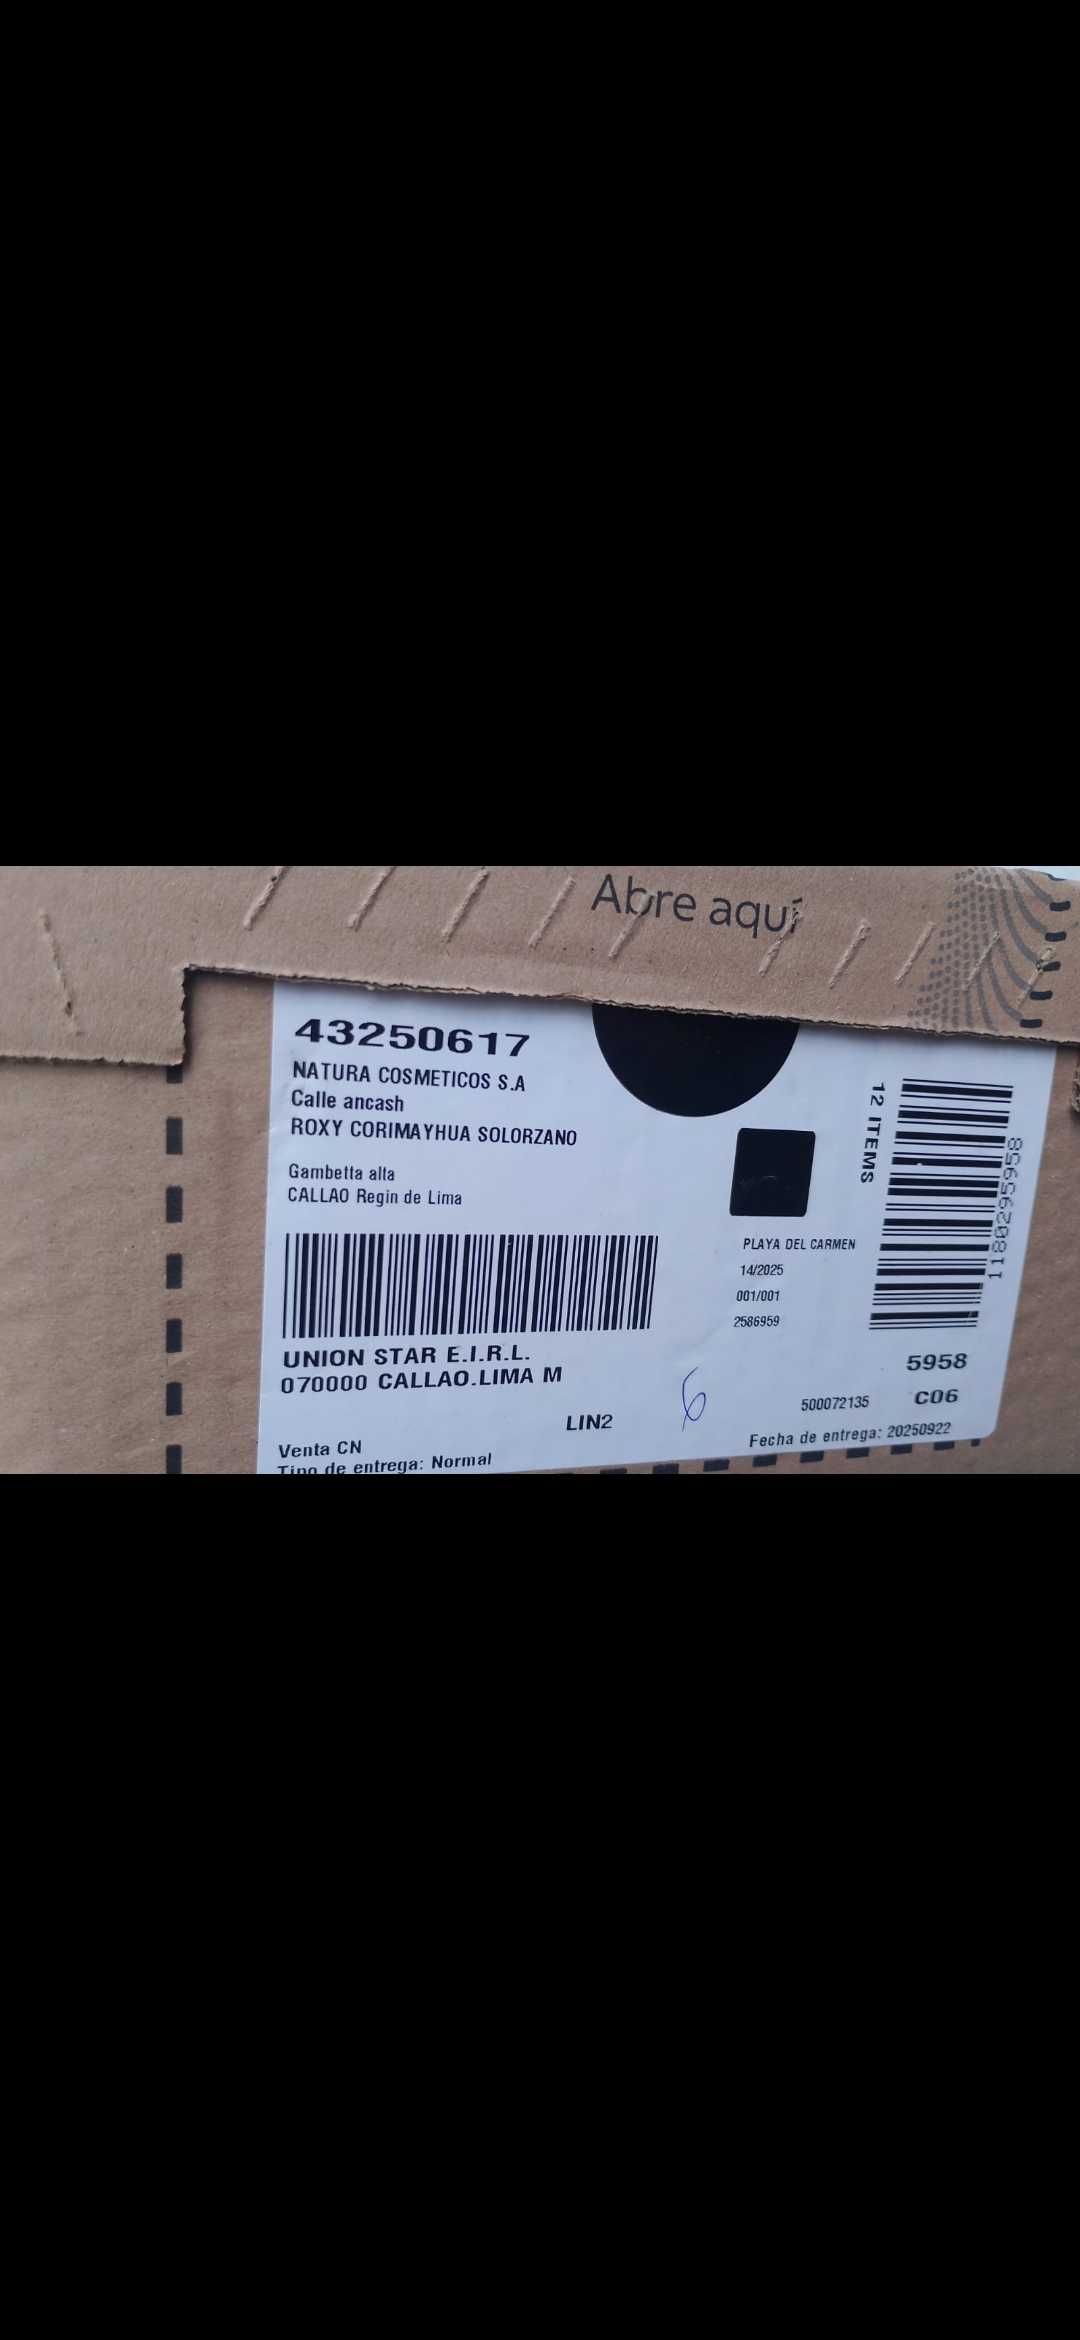 Abre aquí
43250617
NATURA COSMETICOS S.A
Calle ancash
ROXY CORIMAYHUA SOLORZANO
Gambetta alta
CALLAO Regin de Lima
12 ITEMS
1180295958
PLAYA DEL CARMEN
14/2025
001/001
2586959
UNION STAR E.I.R.L.
070000 CALLAO.LIMA M
5958
LIN2
6
500072135
C06
Venta CN
Fecha de entrega: 20250922
Tipo de entrega: Normal